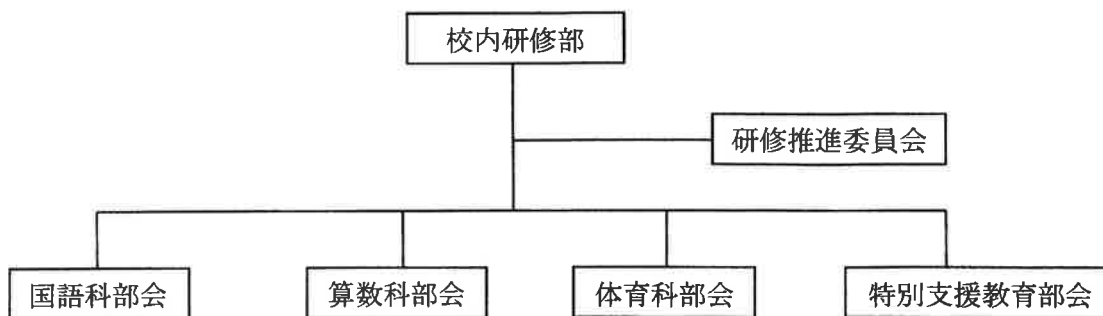 校内研修部
研修推進委員会
国語科部会
算数科部会
体育科部会
特別支援教育部会